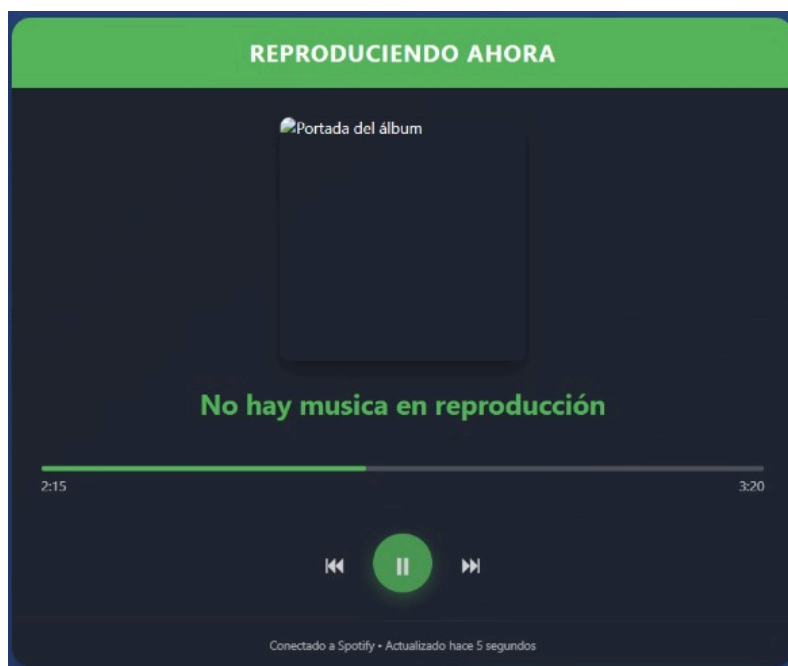 REPRODUCIENDO AHORA
Portada del álbum
No hay musica en reproducción
2:15 3:20
Conectado a Spotify • Actualizado hace 5 segundos